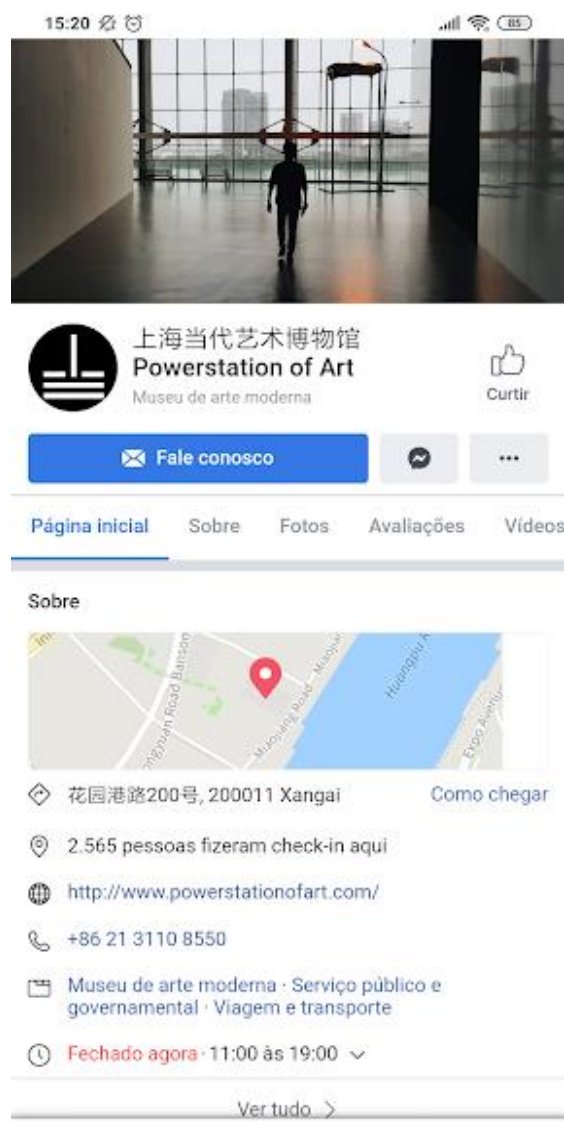 15:20 85
上海当代艺术博物馆
Powerstation of Art
Museu de arte moderna
Curtir
Fale conosco
Página inicial Sobre Fotos Avaliações Vídeos
Sobre
Huangpu
Miaojiang Road
Expo Avenu
花园港路200号, 200011 Xangai Como chegar
2.565 pessoas fizeram check-in aqui
http://www.powerstationofart.com/
+86 21 3110 8550
Museu de arte moderna · Serviço público e
governamental · Viagem e transporte
Fechado agora · 11:00 às 19:00
Ver tudo